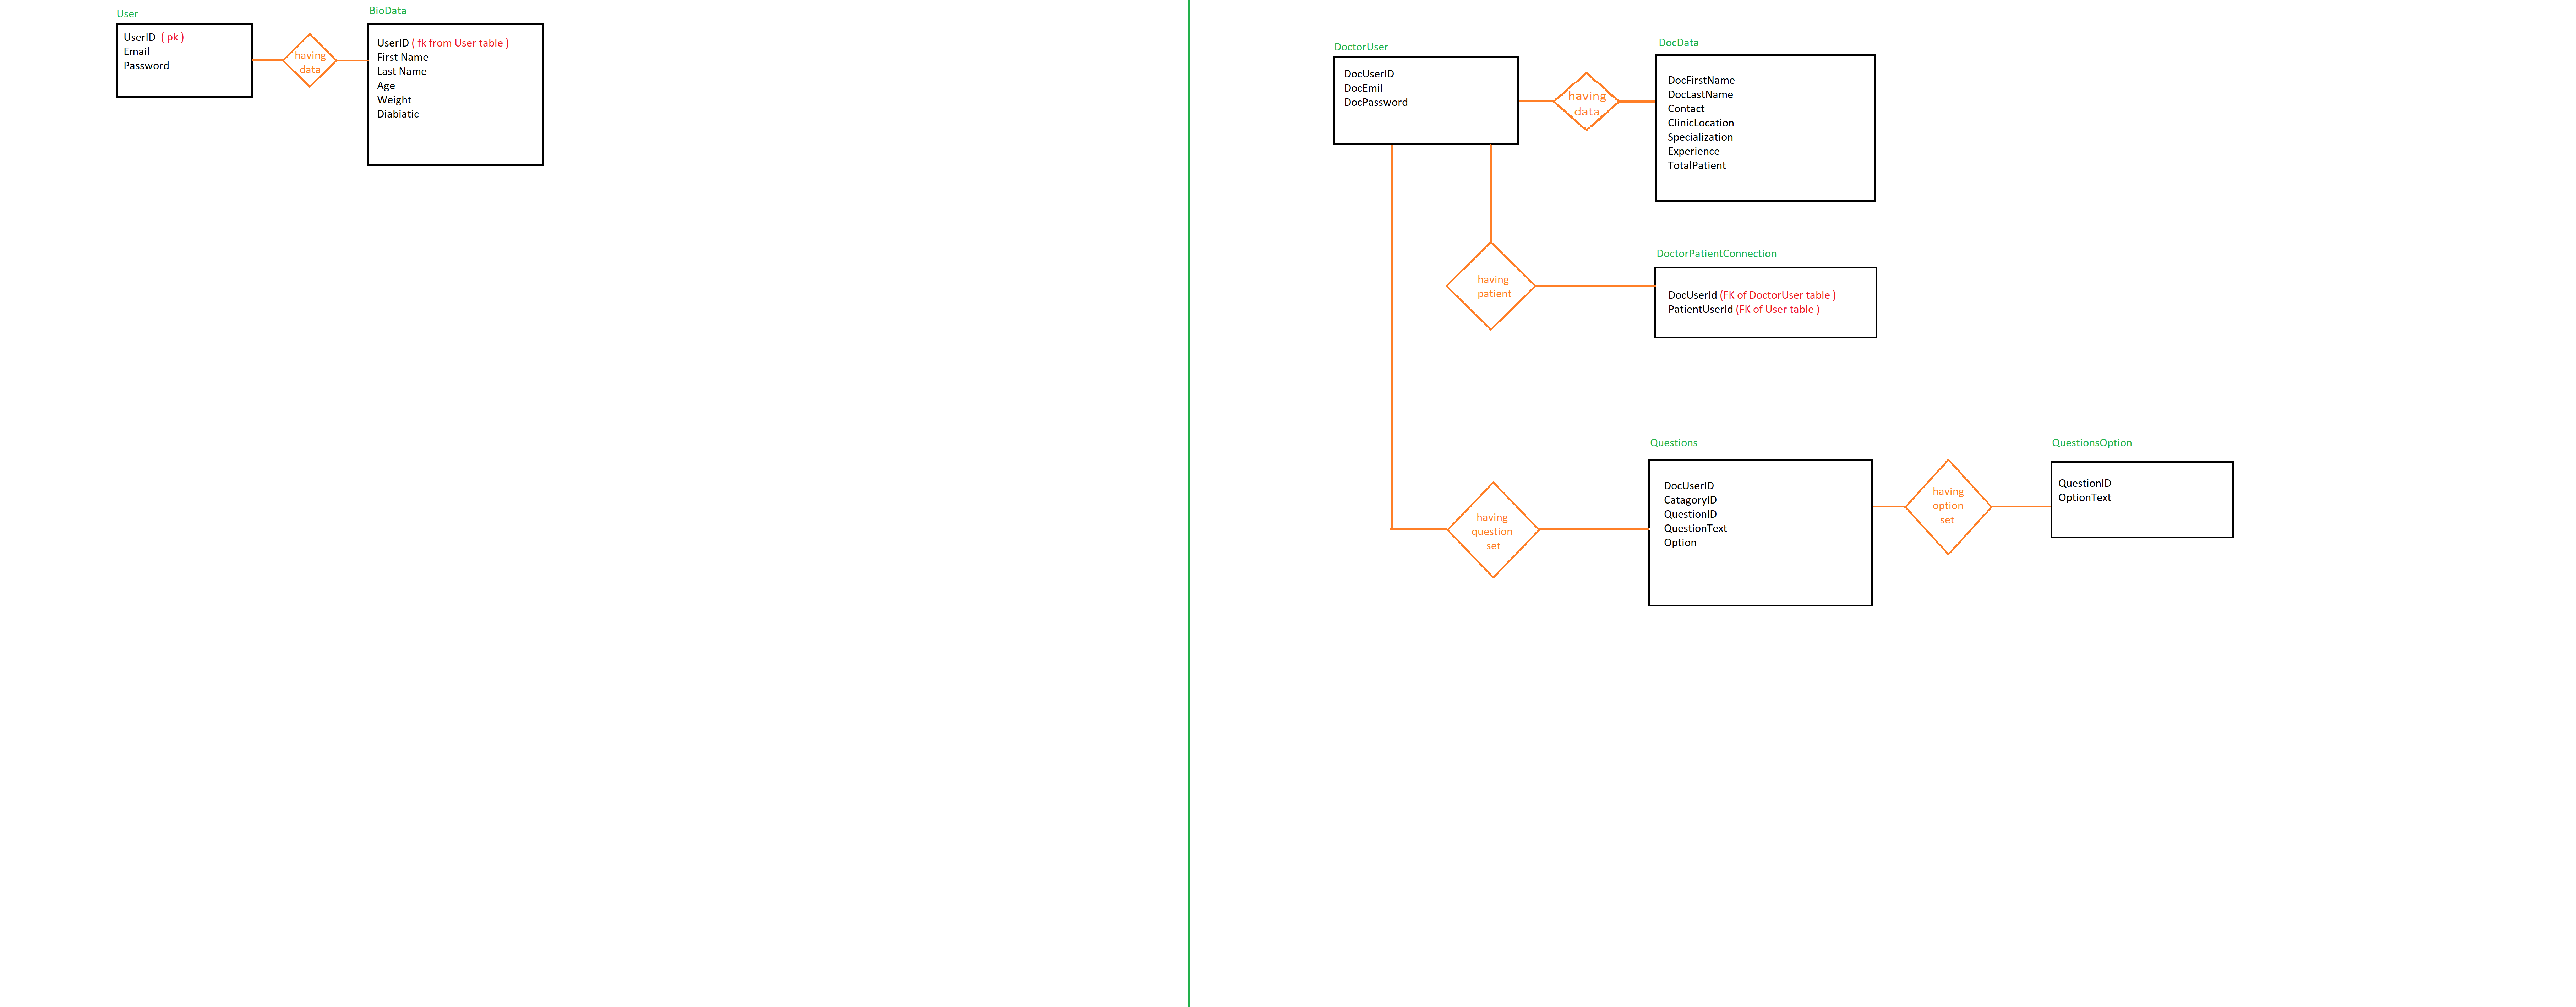 User
UserID ( pk )
Email
Password
having
data
BioData
UserID ( fk from User table )
First Name
Last Name
Age
Weight
Diabiatic
DoctorUser
DocUserID
DocEmil
DocPassword
having
data
DocData
DocFirstName
DocLastName
Contact
ClinicLocation
Specialization
Experience
TotalPatient
having
patient
DoctorPatientConnection
DocUserId (FK of DoctorUser table )
PatientUserId (FK of User table )
having
question
set
Questions
DocUserID
CatagoryID
QuestionID
QuestionText
Option
having
option
set
QuestionsOption
QuestionID
OptionText